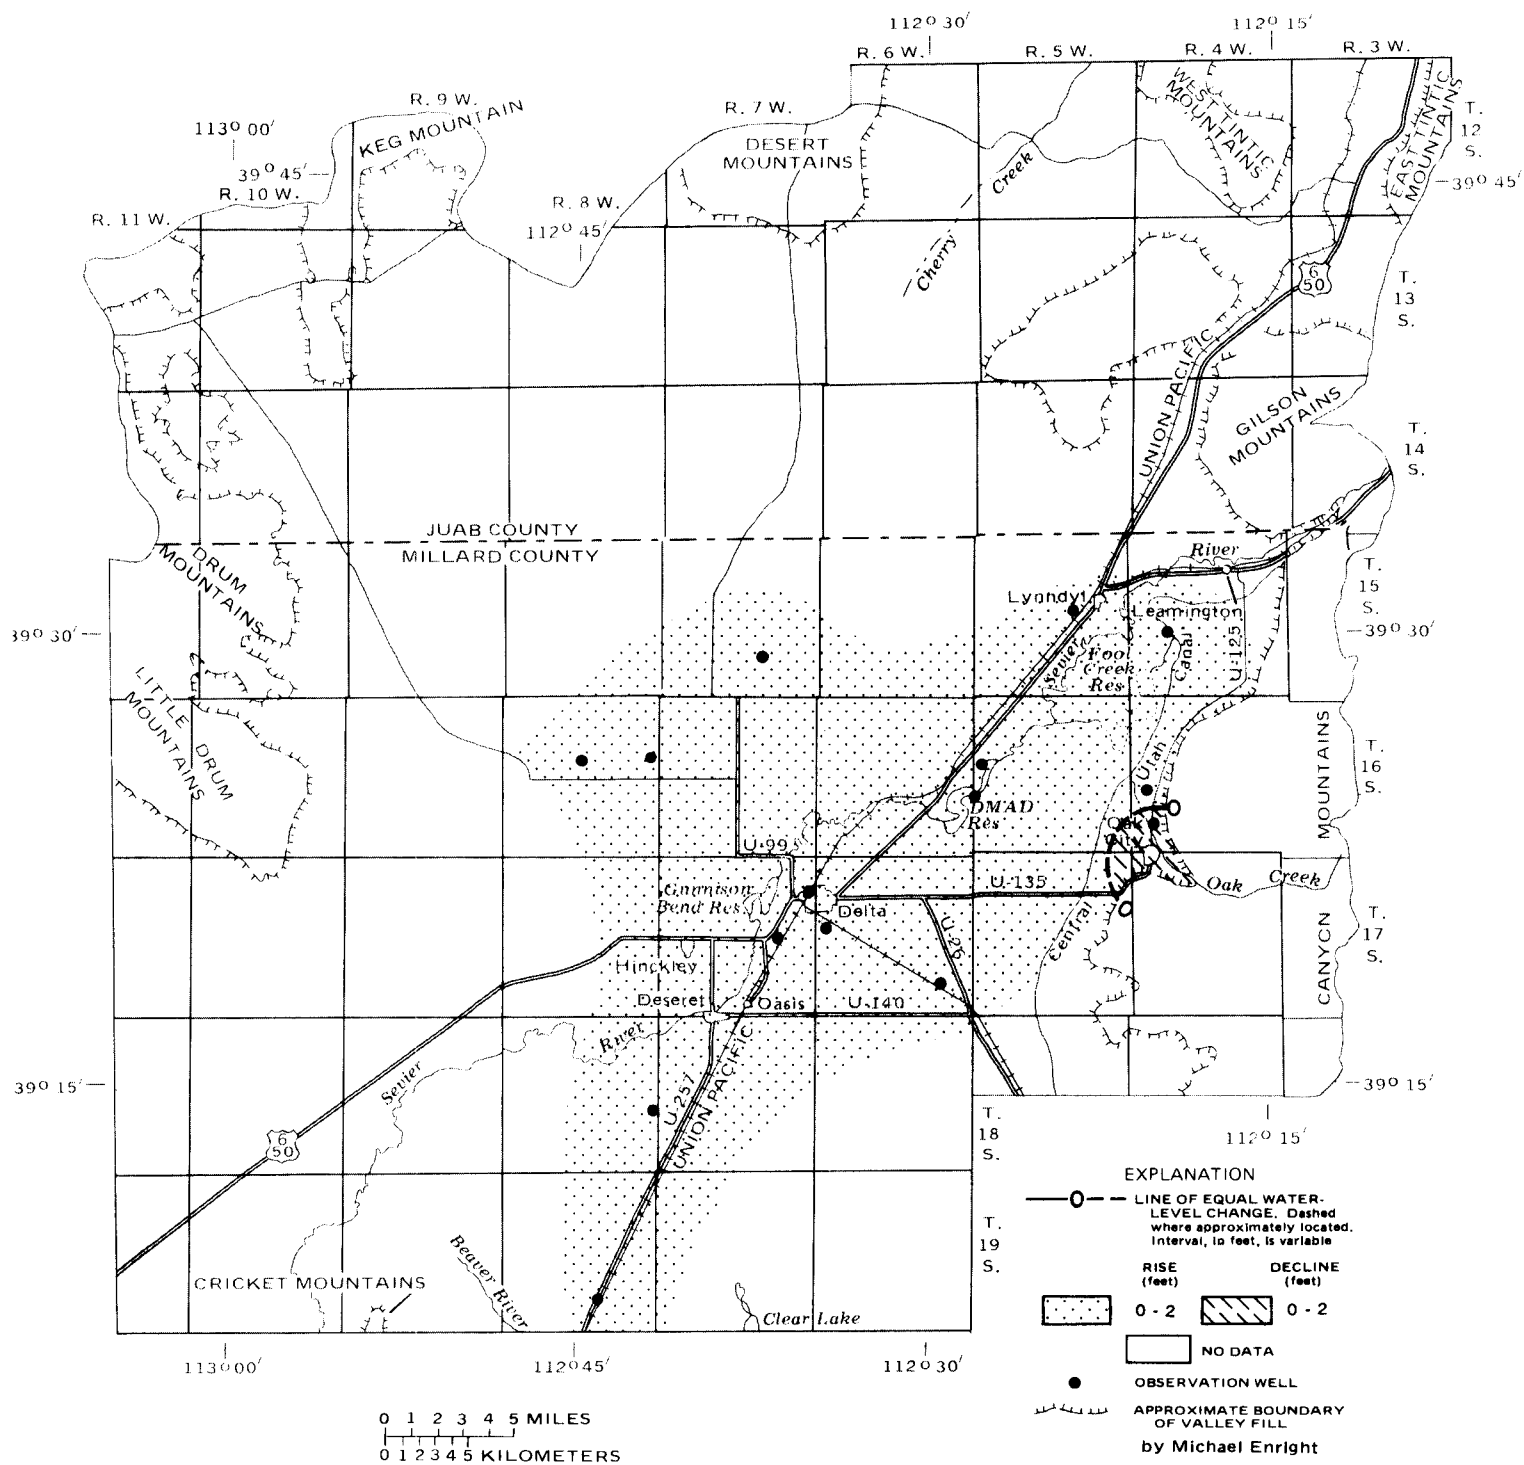 112° 30′
112° 15′
R. 6 W.
R. 5 W.
R. 4 W.
R. 3 W.
R. 9 W.
R. 7 W.
113° 00′
KEG MOUNTAIN
DESERT
MOUNTAINS
WEST TINTIC
MOUNTAINS
EAST TINTIC
MOUNTAINS
T.
12
S.
39° 45′
39° 45′
R. 10 W.
R. 8 W.
R. 11 W.
112° 45′
Cherry Creek
6
50
T.
13
S.
UNION PACIFIC
GILSON
MOUNTAINS
T.
14
S.
JUAB COUNTY
MILLARD COUNTY
DRUM
MOUNTAINS
River
Lynndyl
Leamington
T.
15
S.
39° 30′
39° 30′
Sevier
Foo
Creek
Res
Canal
U-125
LITTLE DRUM
MOUNTAINS
Utah
MOUNTAINS
T.
16
S.
DMAD
Res
0
Oak
City
U-99
Gunnison
Bend Res.
U-135
Oak Creek
Delta
0
Central
U-26
CANYON
T.
17
S.
Hinckley
Deseret
Oasis
U-140
River
Sevier
39° 15′
39° 15′
U-257
UNION PACIFIC
T.
18
S.
112° 15′
6
50
T.
19
S.
CRICKET MOUNTAINS
Beaver River
Clear Lake
113° 00′
112° 45′
112° 30′
EXPLANATION
0
LINE OF EQUAL WATER-
LEVEL CHANGE. Dashed
where approximately located.
Interval, in feet, is variable
RISE
(feet)
DECLINE
(feet)
0 - 2
0 - 2
NO DATA
OBSERVATION WELL
APPROXIMATE BOUNDARY
OF VALLEY FILL
by Michael Enright
0 1 2 3 4 5 MILES
0 1 2 3 4 5 KILOMETERS